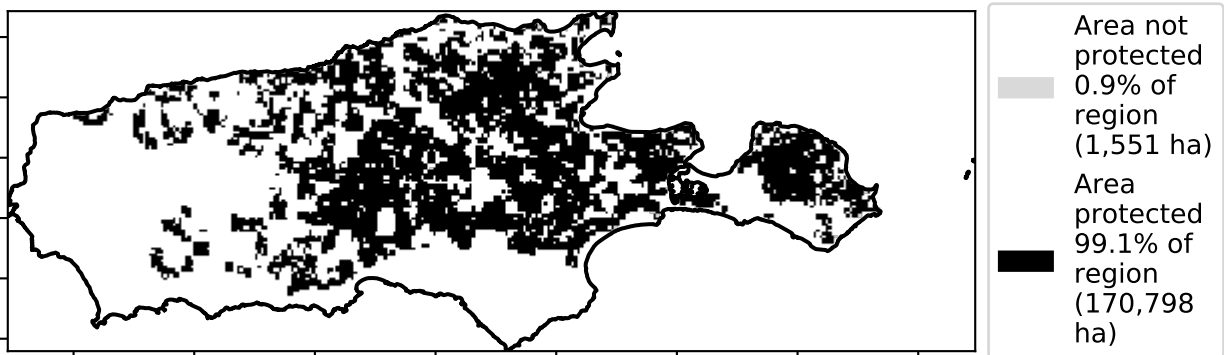 Area not
protected
0.9% of
region
(1,551 ha)
Area
protected
99.1% of
region
(170,798
ha)